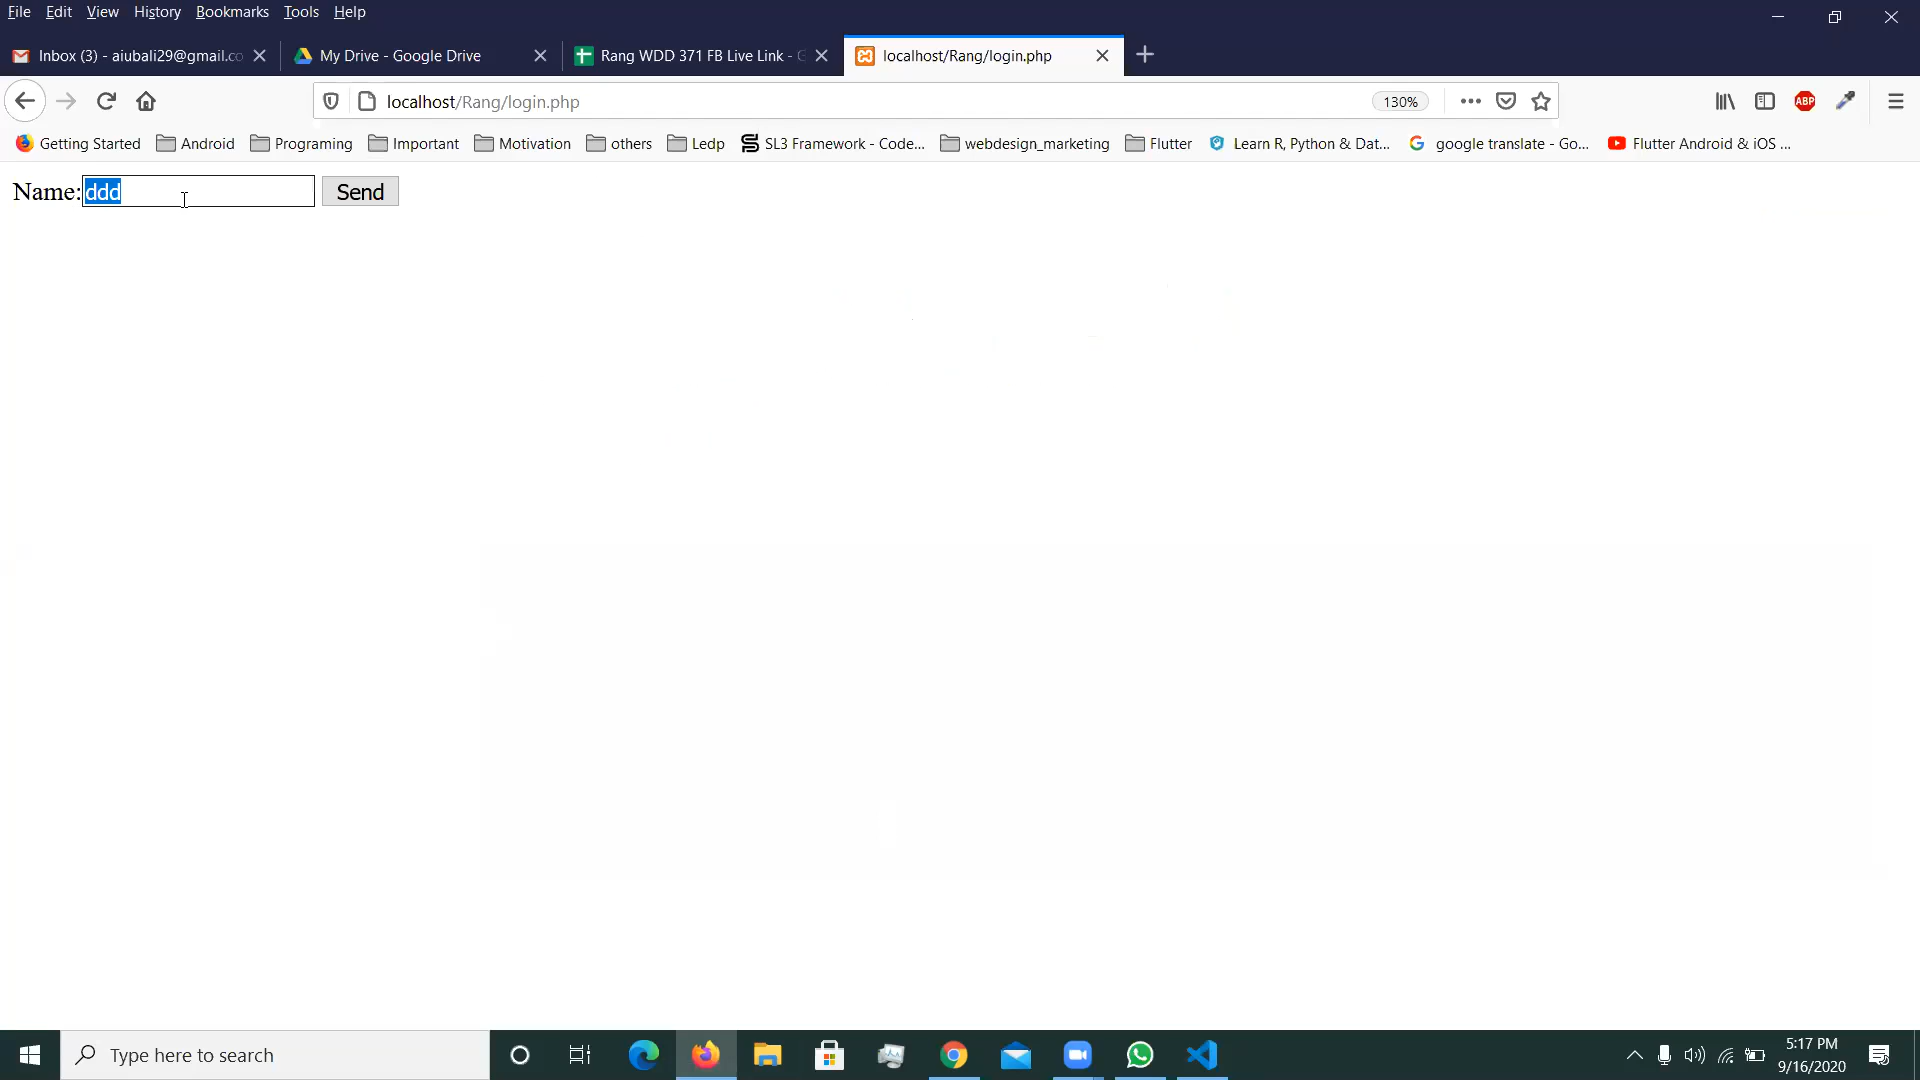 File Edit View History Bookmarks Tools Help
Inbox (3) - aiubali29@gmail.co
My Drive - Google Drive
Rang WDD 371 FB Live Link - G
localhost/Rang/login.php
localhost/Rang/login.php 130% ABP
Getting Started Android Programing Important Motivation others Ledp SL3 Framework - Code... webdesign_marketing Flutter Learn R, Python & Dat... google translate - Go... Flutter Android & iOS ...
Name: ddd Send
Type here to search
5:17 PM
9/16/2020